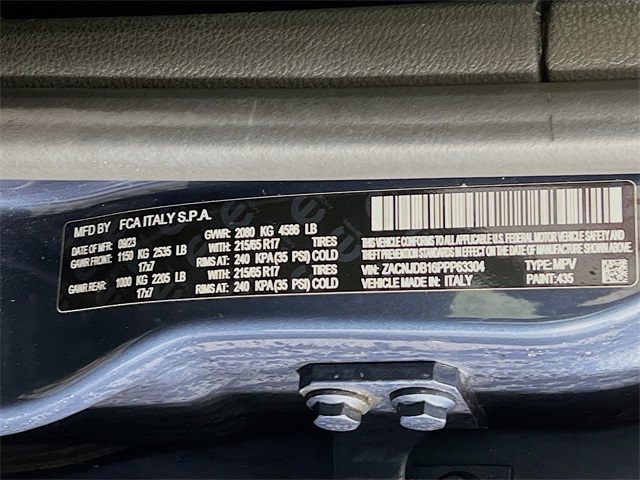 MFD BY FCA ITALY S.P.A.
DATE OF MFR: 09/23 GVWR: 2080 KG 4586 LB
GAWR FRONT: 1150 KG 2535 LB WITH: 215/65 R17 TIRES
17x7 RIMS AT: 240 KPA(35 PSI) COLD
GAWR REAR: 1000 KG 2205 LB WITH: 215/65 R17 TIRES
17x7 RIMS AT: 240 KPA(35 PSI) COLD
THIS VEHICLE CONFORMS TO ALL APPLICABLE U.S. FEDERAL MOTOR VEHICLE SAFETY
AND THEFT PREVENTION STANDARDS IN EFFECT ON THE DATE OF MANUFACTURE SHOWN ABOVE.
VIN: ZACNJDB16PPP63304 TYPE: MPV
VEHICLE MADE IN: ITALY PAINT: 435